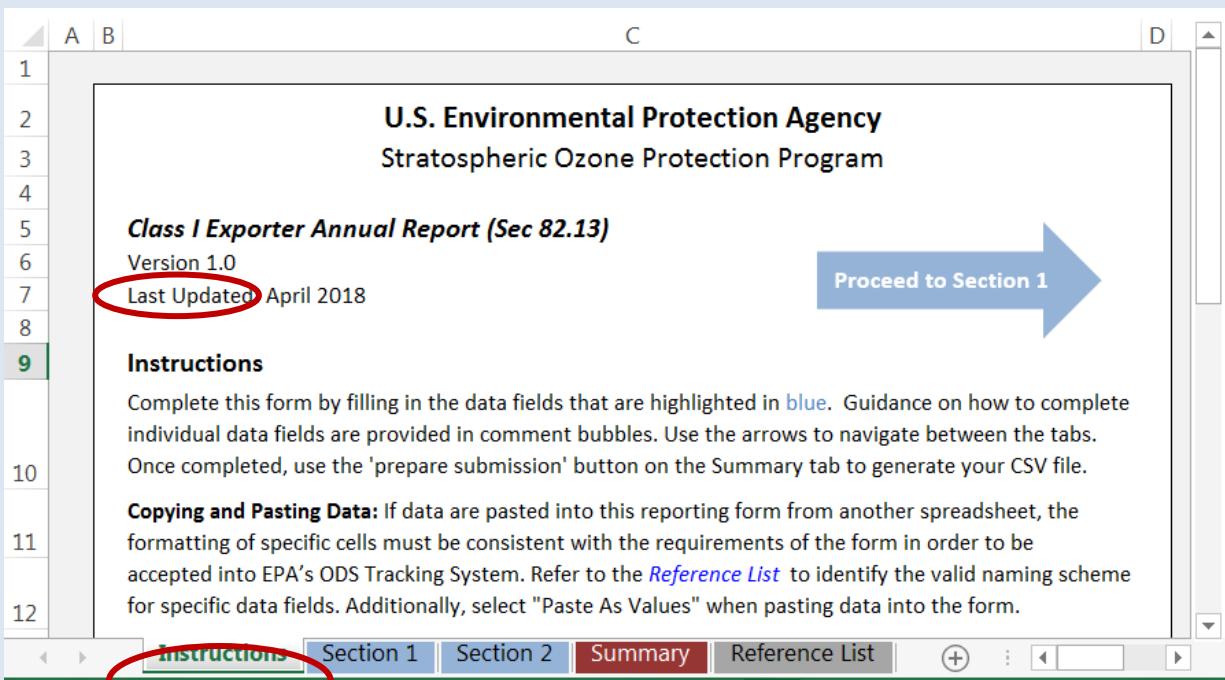 A B C D
1
2 U.S. Environmental Protection Agency
3 Stratospheric Ozone Protection Program
4
5 Class I Exporter Annual Report (Sec 82.13)
6 Version 1.0
Proceed to Section 1
7 Last Updated: April 2018
8
9 Instructions
Complete this form by filling in the data fields that are highlighted in blue. Guidance on how to complete
individual data fields are provided in comment bubbles. Use the arrows to navigate between the tabs.
10 Once completed, use the 'prepare submission' button on the Summary tab to generate your CSV file.
Copying and Pasting Data: If data are pasted into this reporting form from another spreadsheet, the
11 formatting of specific cells must be consistent with the requirements of the form in order to be
accepted into EPA's ODS Tracking System. Refer to the Reference List to identify the valid naming scheme
12 for specific data fields. Additionally, select "Paste As Values" when pasting data into the form.
Instructions Section 1 Section 2 Summary Reference List